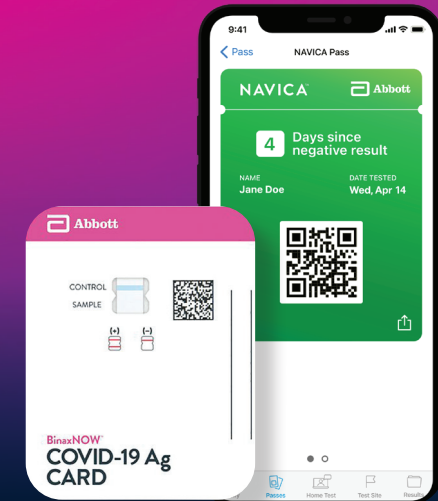 9:41
Pass
NAVICA Pass
NAVICA
Abbott
4
Days since
negative result
NAME
Jane Doe
DATE TESTED
Wed, Apr 14
Abbott
CONTROL
SAMPLE
(+)
(−)
BinaxNOW™
COVID-19 Ag
CARD
Passes
Home Test
Test Site
Results